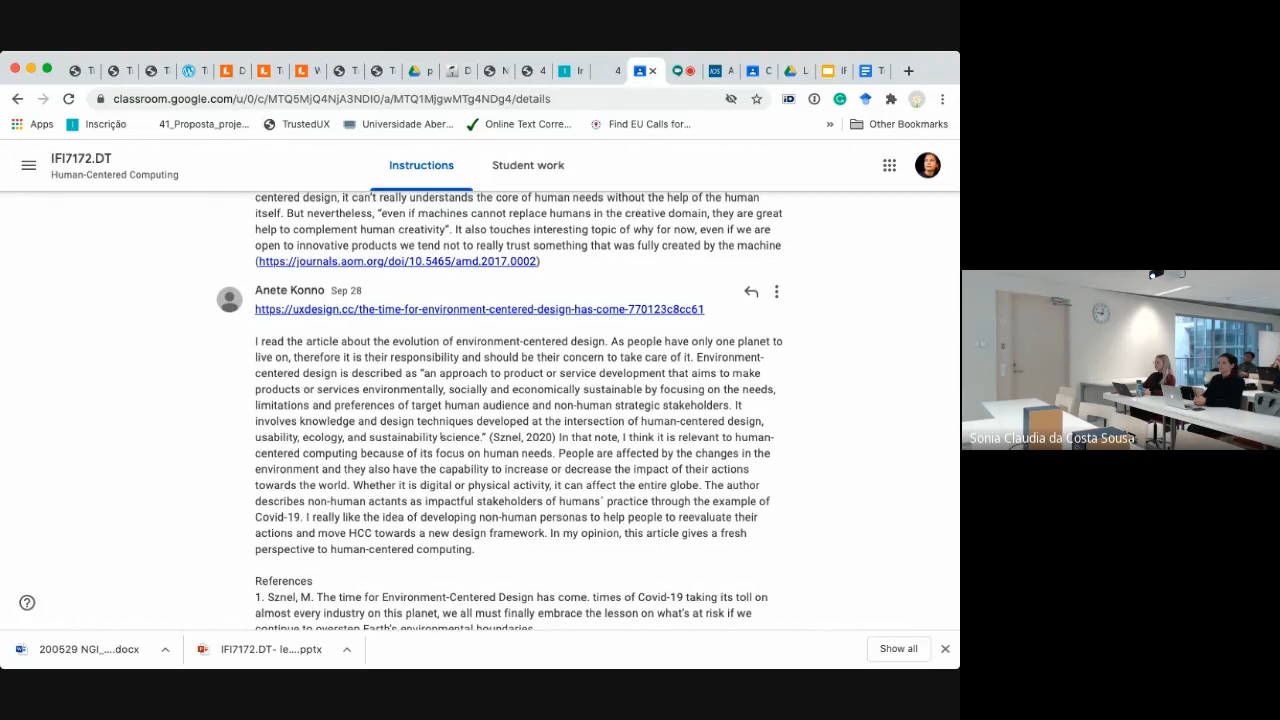 classroom.google.com/u/0/c/MTQ5MjQ4NjA3NDI0/a/MTQ1MjgwMTg4NDg4/details
Apps
Inscrição
41_Proposta_proje...
TrustedUX
Universidade Aber...
Online Text Corre...
Find EU Calls for...
»
Other Bookmarks
IFI7172.DT
Human-Centered Computing
Instructions
Student work
centered design, it can't really understands the core of human needs without the help of the human
itself. But nevertheless, "even if machines cannot replace humans in the creative domain, they are great
help to complement human creativity". It also touches interesting topic of why for now, even if we are
open to innovative products we tend not to really trust something that was fully created by the machine
(https://journals.aom.org/doi/10.5465/amd.2017.0002)
Anete Konno Sep 28
https://uxdesign.cc/the-time-for-environment-centered-design-has-come-770123c8cc61
I read the article about the evolution of environment-centered design. As people have only one planet to
live on, therefore it is their responsibility and should be their concern to take care of it. Environment-
centered design is described as "an approach to product or service development that aims to make
products or services environmentally, socially and economically sustainable by focusing on the needs,
limitations and preferences of target human audience and non-human strategic stakeholders. It
involves knowledge and design techniques developed at the intersection of human-centered design,
usability, ecology, and sustainability science." (Sznel, 2020) In that note, I think it is relevant to human-
centered computing because of its focus on human needs. People are affected by the changes in the
environment and they also have the capability to increase or decrease the impact of their actions
towards the world. Whether it is digital or physical activity, it can affect the entire globe. The author
describes non-human actants as impactful stakeholders of humans´ practice through the example of
Covid-19. I really like the idea of developing non-human personas to help people to reevaluate their
actions and move HCC towards a new design framework. In my opinion, this article gives a fresh
perspective to human-centered computing.
References
1. Sznel, M. The time for Environment-Centered Design has come. times of Covid-19 taking its toll on
almost every industry on this planet, we all must finally embrace the lesson on what's at risk if we
continue to overstep Earth's environmental boundaries
200529 NGI_....docx
IFI7172.DT- le....pptx
Show all
Sonia Claudia da Costa Sousa